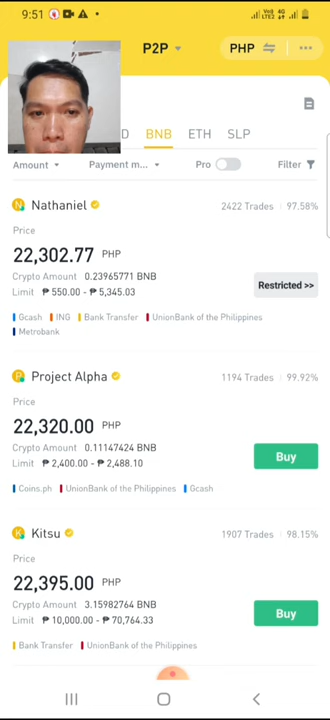 9:51
P2P
PHP
D BNB ETH SLP
Amount Payment m... Pro Filter
Nathaniel
2422 Trades 97.58%
Price
22,302.77 PHP
Crypto Amount 0.23965771 BNB
Limit ₱ 550.00 - ₱ 5,345.03
Restricted >>
Gcash ING Bank Transfer UnionBank of the Philippines
Metrobank
Project Alpha
1194 Trades 99.92%
Price
22,320.00 PHP
Crypto Amount 0.11147424 BNB
Limit ₱ 2,400.00 - ₱ 2,488.10
Buy
Coins.ph UnionBank of the Philippines Gcash
Kitsu
1907 Trades 98.15%
Price
22,395.00 PHP
Crypto Amount 3.15982764 BNB
Limit ₱ 10,000.00 - ₱ 70,764.33
Buy
Bank Transfer UnionBank of the Philippines